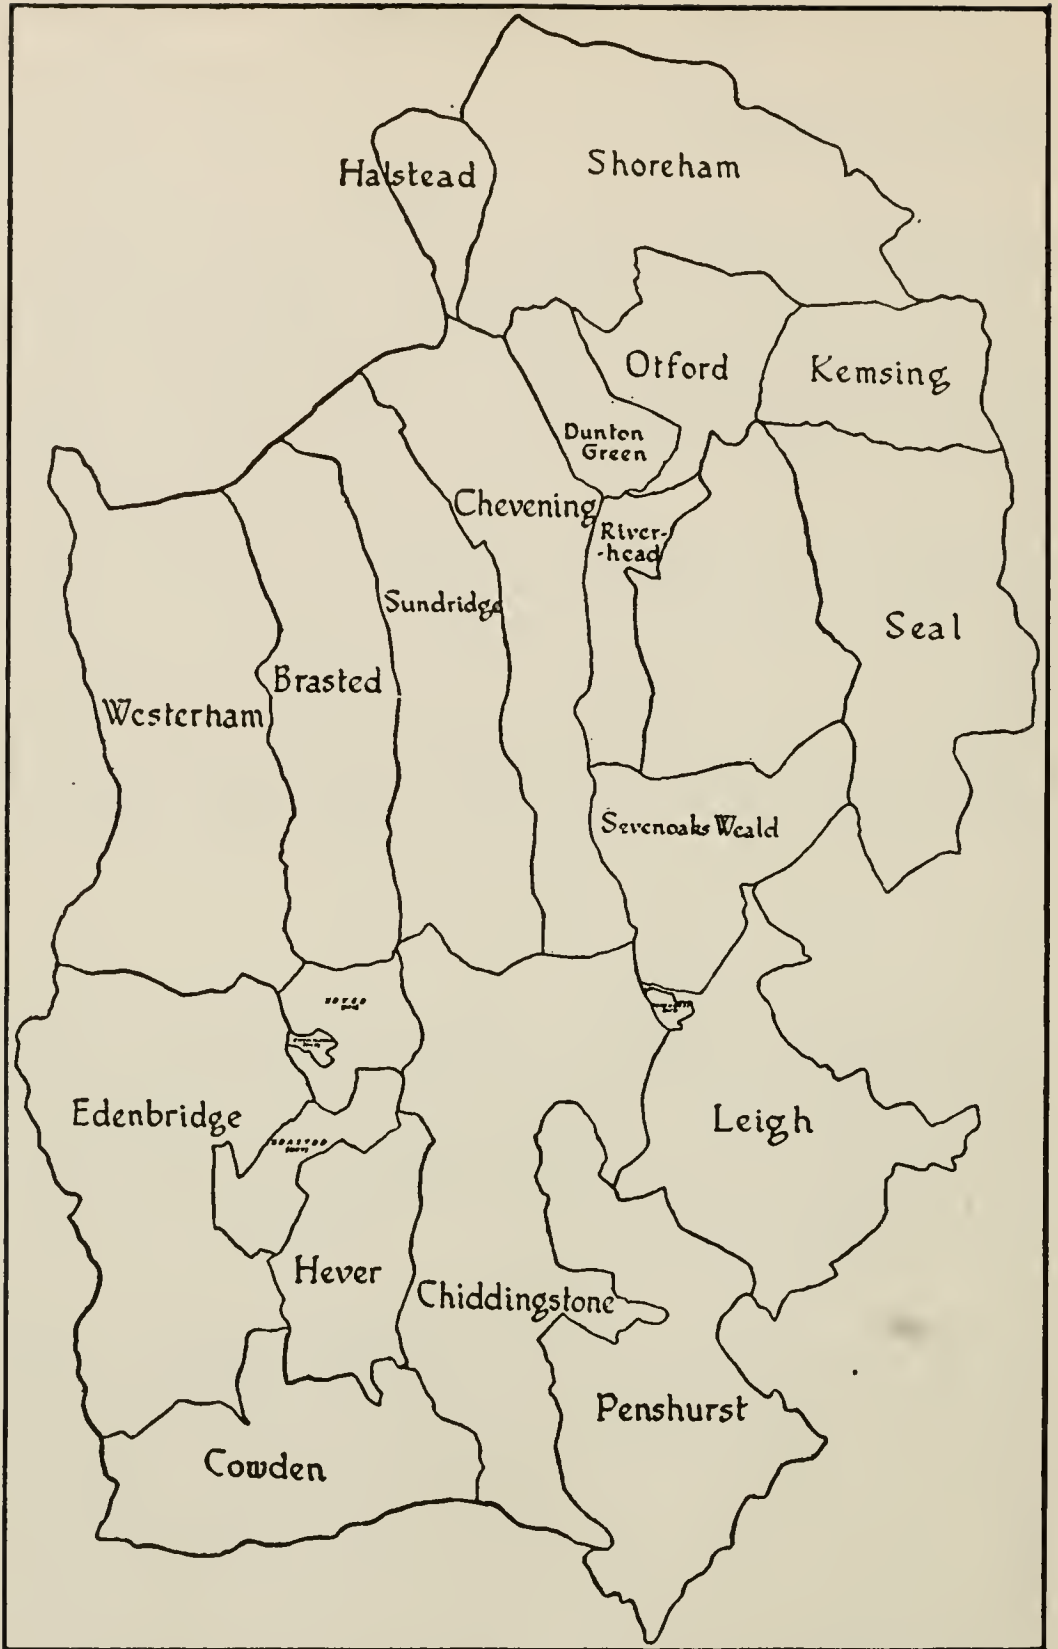 Halstead
Shoreham
Otford
Kemsing
Dunton
Green
Chevening
River-
-head
Sundridge
Seal
Brasted
Westerham
Sevenoaks Weald
Edenbridge
Leigh
Hever
Chiddingstone
Penshurst
Cowden